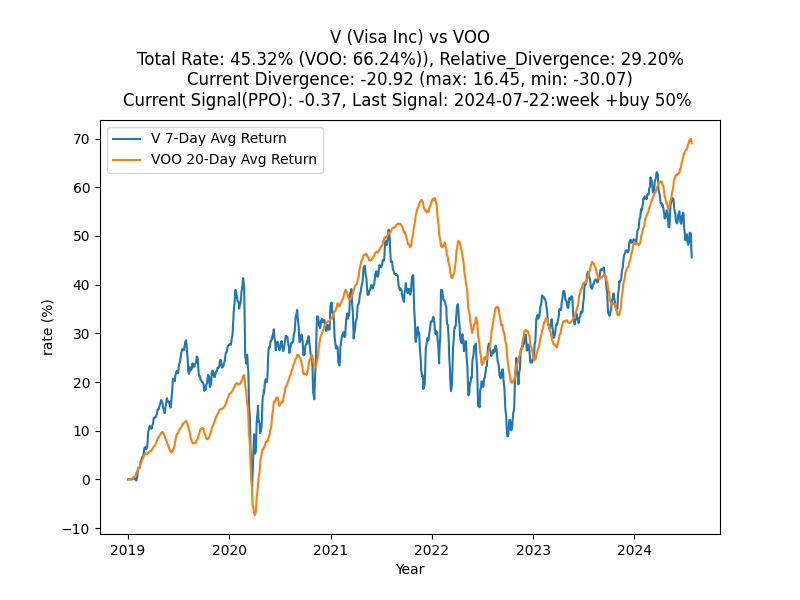 V (Visa Inc) vs VOO
Total Rate: 45.32% (VOO: 66.24%)), Relative_Divergence: 29.20%
Current Divergence: -20.92 (max: 16.45, min: -30.07)
Current Signal(PPO): -0.37, Last Signal: 2024-07-22:week +buy 50%
V 7-Day Avg Return
VOO 20-Day Avg Return
70
60
50
40
30
20
10
0
−10
rate (%)
2019 2020 2021 2022 2023 2024
Year